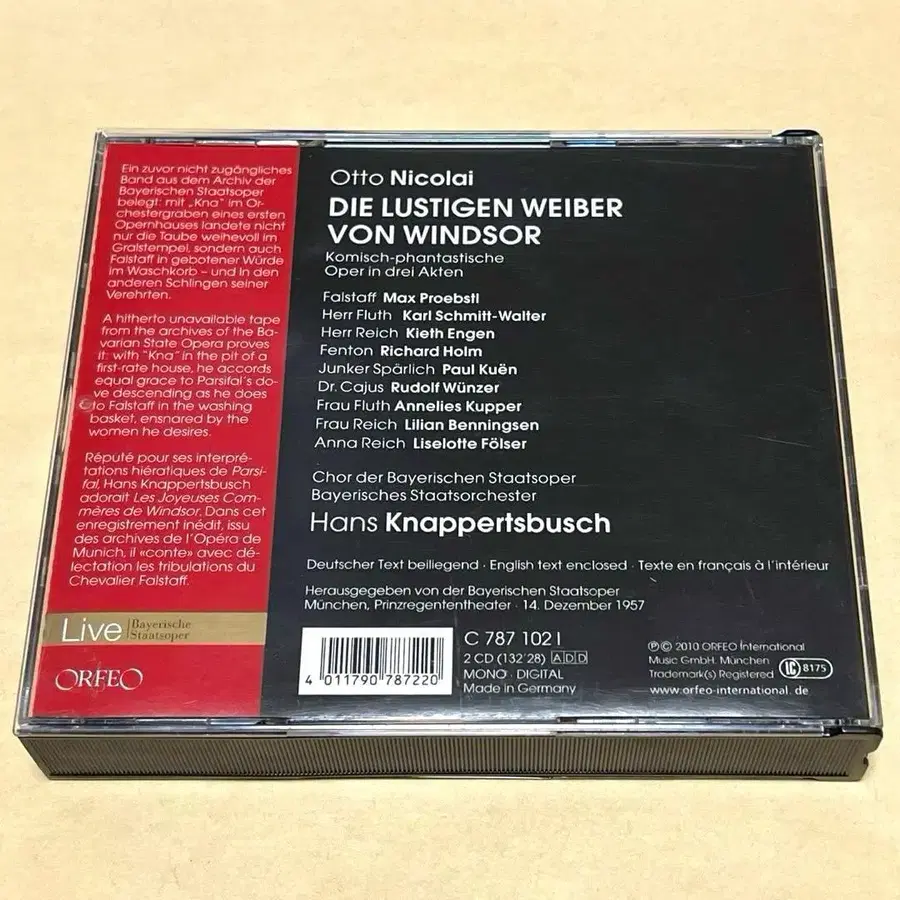 Ein zuvor nicht zugängliches
Band aus dem Archiv der
Bayerischen Staatsoper
belegt: mit „Kna" im Or-
chestergraben eines ersten
Opernhauses landete nicht
nur die Taube weihevoll im
Gralstempel, sondern auch
Falstaff in gebotener Würde
im Waschkorb – und in den
anderen Schlingen seiner
Verehrten.
A hitherto unavailable tape
from the archives of the Ba-
varian State Opera proves
it: with "Kna" in the pit of a
first-rate house, he accords
equal grace to Parsifal's do-
ve descending as he does
to Falstaff in the washing
basket, ensnared by the
women he desires.
Réputé pour ses interpré-
tations hiératiques de Parsi-
fal, Hans Knappertsbusch
adorait Les Joyeuses Com-
mères de Windsor. Dans cet
enregistrement inédit, issu
des archives de l'Opéra de
Munich, il «conte» avec dé-
lectation les tribulations du
Chevalier Falstaff.
Live Bayerische
Staatsoper
ORFEO
Otto Nicolai
DIE LUSTIGEN WEIBER
VON WINDSOR
Komisch-phantastische
Oper in drei Akten
Falstaff Max Proebstl
Herr Fluth Karl Schmitt-Walter
Herr Reich Kieth Engen
Fenton Richard Holm
Junker Spärlich Paul Kuën
Dr. Cajus Rudolf Wünzer
Frau Fluth Annelies Kupper
Frau Reich Lilian Benningsen
Anna Reich Liselotte Fölser
Chor der Bayerischen Staatsoper
Bayerisches Staatsorchester
Hans Knappertsbusch
Deutscher Text beiliegend · English text enclosed · Texte en français à l'intérieur
Herausgegeben von der Bayerischen Staatsoper
München, Prinzregententheater · 14. Dezember 1957
4 011790 787220
C 787 102 I
2 CD (132'28) ADD
MONO · DIGITAL
Made in Germany
℗© 2010 ORFEO International
Music GmbH. München
Trademark(s) Registered
www.orfeo-international.de
LC 8175